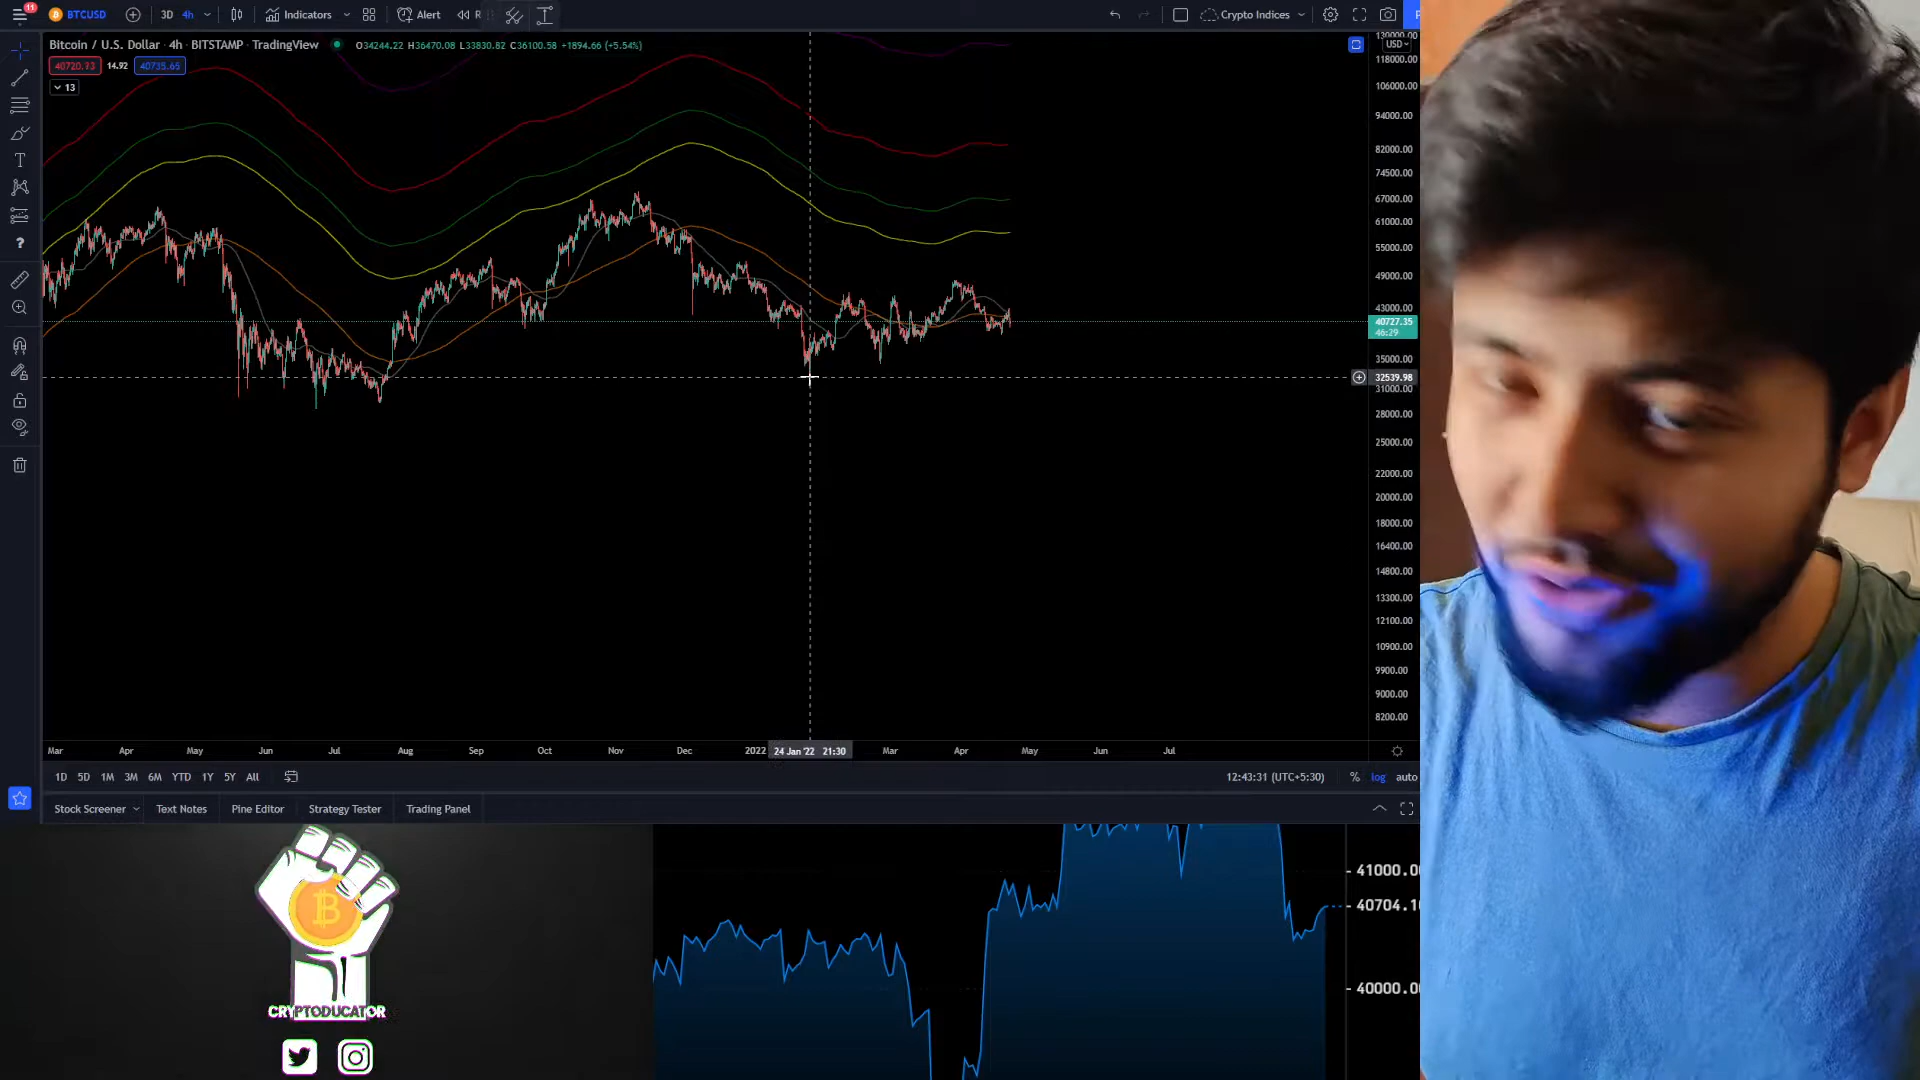 11
BTCUSD
3D 4h
Indicators
Alert
Crypto Indices
Bitcoin / U.S. Dollar · 4h · BITSTAMP · TradingView
O34244.22 H36470.08 L33830.82 C36100.58 +1894.66 (+5.54%)
40720.73 14.92 40735.65
13
USD
130000.00
118000.00
106000.00
94000.00
82000.00
74500.00
67000.00
61000.00
55000.00
49000.00
43000.00
40727.35
46:29
35000.00
32539.98
31000.00
28000.00
25000.00
22000.00
20000.00
18000.00
16400.00
14800.00
13300.00
12100.00
10900.00
9900.00
9000.00
8200.00
Mar Apr May Jun Jul Aug Sep Oct Nov Dec 2022 24 Jan '22 21:30 Mar Apr May Jun Jul
1D 5D 1M 3M 6M YTD 1Y 5Y All
12:43:31 (UTC+5:30) % log auto
Stock Screener Text Notes Pine Editor Strategy Tester Trading Panel
CRYPTODUCATOR
41000.00
40704.1
40000.00